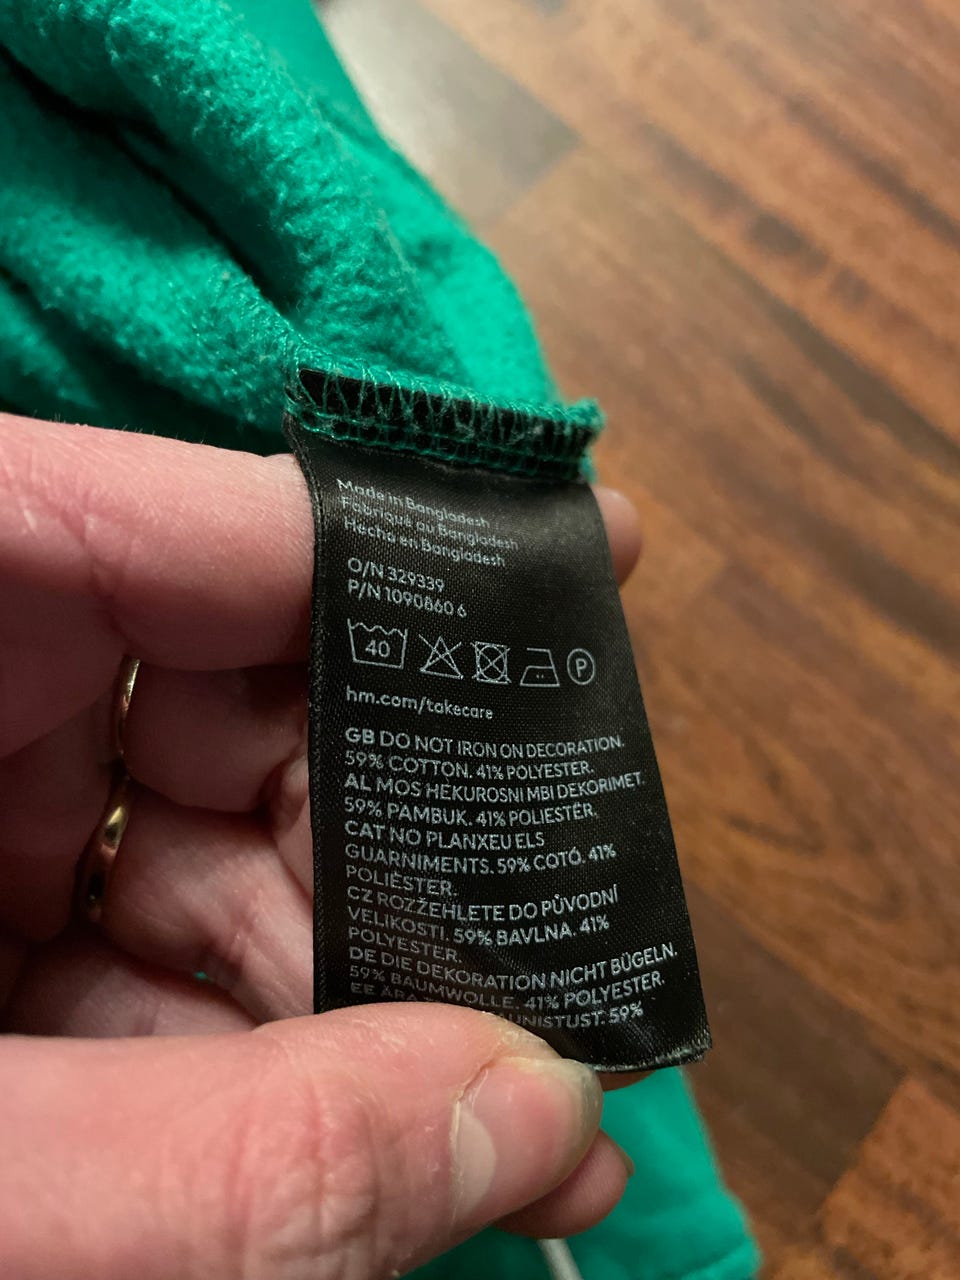 Made in Bangladesh
Fabriqué au Bangladesh
Hecho en Bangladesh
O/N 329339
P/N 1090860 6
40
P
hm.com/takecare
GB DO NOT IRON ON DECORATION.
59% COTTON. 41% POLYESTER.
AL MOS HEKUROSNI MBI DEKORIMET.
59% PAMBUK. 41% POLIESTËR.
CAT NO PLANXEU ELS
GUARNIMENTS. 59% COTÓ. 41%
POLIÈSTER.
CZ ROZŽEHLETE DO PŮVODNÍ
VELIKOSTI. 59% BAVLNA. 41%
POLYESTER.
DE DIE DEKORATION NICHT BÜGELN.
59% BAUMWOLLE. 41% POLYESTER.
EE 59%